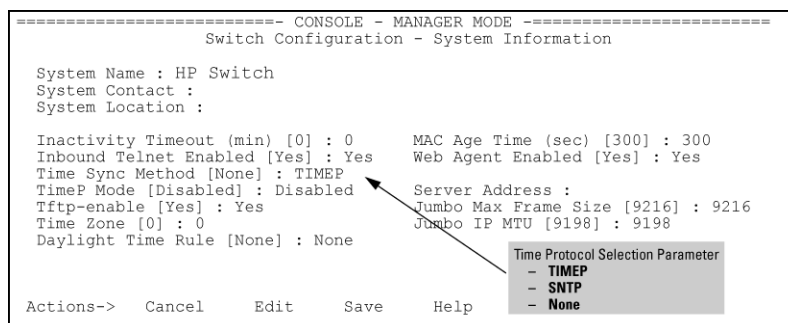 ==========================- CONSOLE - MANAGER MODE -==========================
Switch Configuration - System Information
System Name : HP Switch
System Contact :
System Location :
Inactivity Timeout (min) [0] : 0 MAC Age Time (sec) [300] : 300
Inbound Telnet Enabled [Yes] : Yes Web Agent Enabled [Yes] : Yes
Time Sync Method [None] : TIMEP
TimeP Mode [Disabled] : Disabled Server Address :
Tftp-enable [Yes] : Yes Jumbo Max Frame Size [9216] : 9216
Time Zone [0] : 0 Jumbo IP MTU [9198] : 9198
Daylight Time Rule [None] : None
Time Protocol Selection Parameter
– TIMEP
– SNTP
– None
Actions-> Cancel Edit Save Help